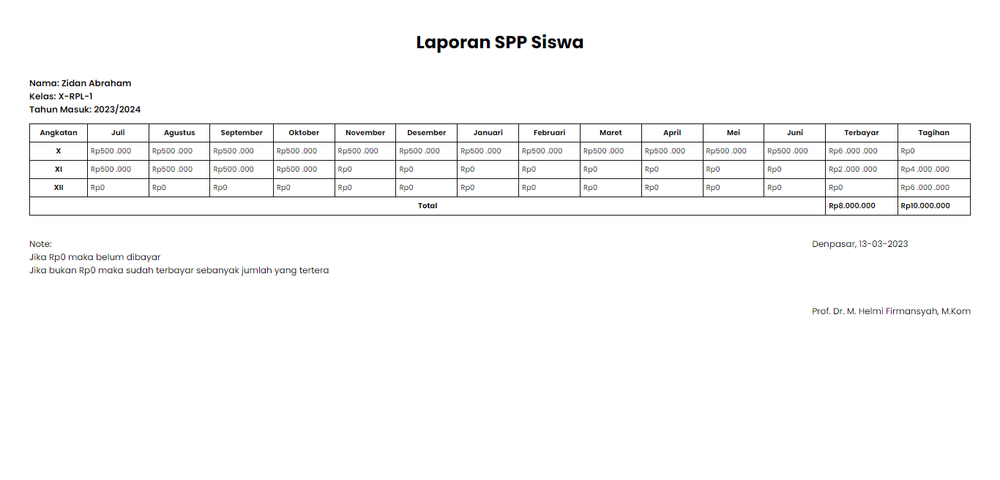 Laporan SPP Siswa
Nama: Zidan Abraham
Kelas: X-RPL-1
Tahun Masuk: 2023/2024
Angkatan Juli Agustus September Oktober November Desember Januari Februari Maret April Mei Juni Terbayar Tagihan
X Rp500 .000 Rp500 .000 Rp500 .000 Rp500 .000 Rp500 .000 Rp500 .000 Rp500 .000 Rp500 .000 Rp500 .000 Rp500 .000 Rp500 .000 Rp500 .000 Rp6 .000 .000 Rp0
XI Rp500 .000 Rp500 .000 Rp500 .000 Rp500 .000 Rp0 Rp0 Rp0 Rp0 Rp0 Rp0 Rp0 Rp0 Rp2 .000 .000 Rp4 .000 .000
XII Rp0 Rp0 Rp0 Rp0 Rp0 Rp0 Rp0 Rp0 Rp0 Rp0 Rp0 Rp0 Rp0 Rp6 .000 .000
Total Rp8.000.000 Rp10.000.000
Note:
Jika Rp0 maka belum dibayar
Jika bukan Rp0 maka sudah terbayar sebanyak jumlah yang tertera
Denpasar, 13-03-2023
Prof. Dr. M. Helmi Firmansyah, M.Kom